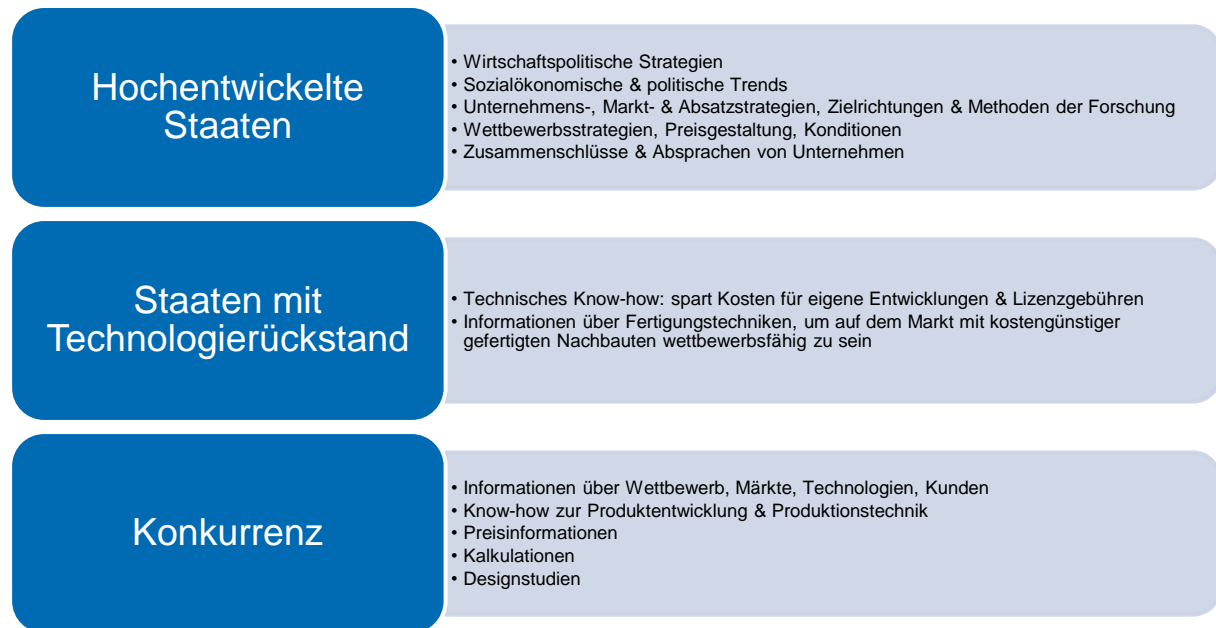 Hochentwickelte
Staaten
• Wirtschaftspolitische Strategien
• Sozialökonomische & politische Trends
• Unternehmens-, Markt- & Absatzstrategien, Zielrichtungen & Methoden der Forschung
• Wettbewerbsstrategien, Preisgestaltung, Konditionen
• Zusammenschlüsse & Absprachen von Unternehmen
Staaten mit
Technologierückstand
• Technisches Know-how: spart Kosten für eigene Entwicklungen & Lizenzgebühren
• Informationen über Fertigungstechniken, um auf dem Markt mit kostengünstiger
gefertigten Nachbauten wettbewerbsfähig zu sein
Konkurrenz
• Informationen über Wettbewerb, Märkte, Technologien, Kunden
• Know-how zur Produktentwicklung & Produktionstechnik
• Preisinformationen
• Kalkulationen
• Designstudien